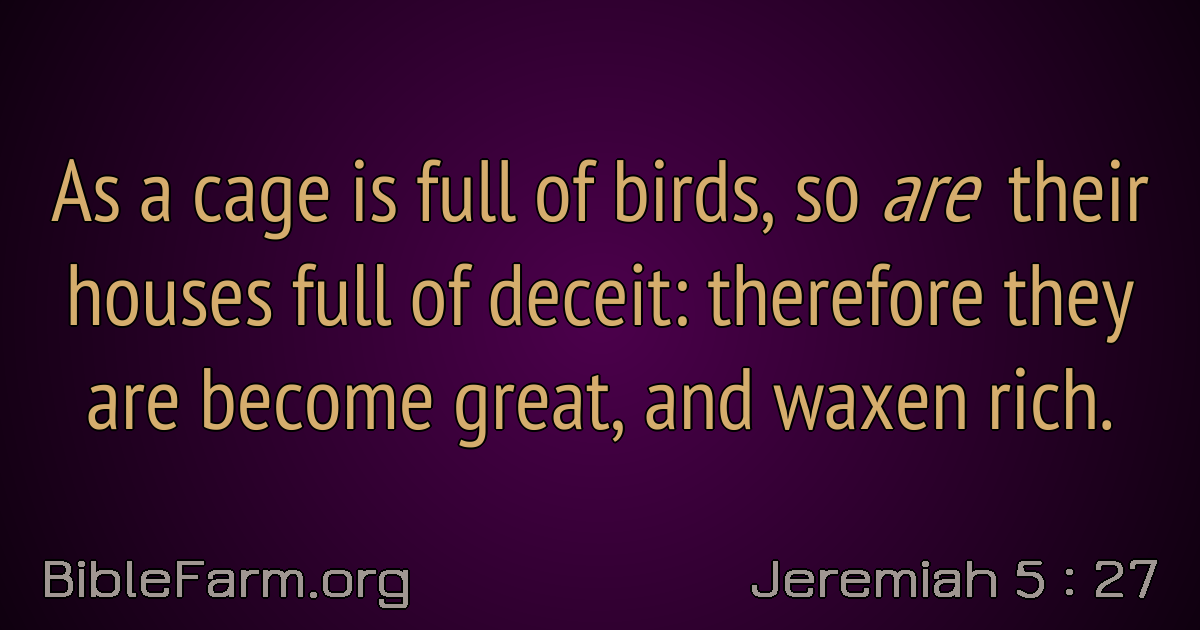 As a cage is full of birds, so are their
houses full of deceit: therefore they
are become great, and waxen rich.
BibleFarm.org
Jeremiah 5 : 27